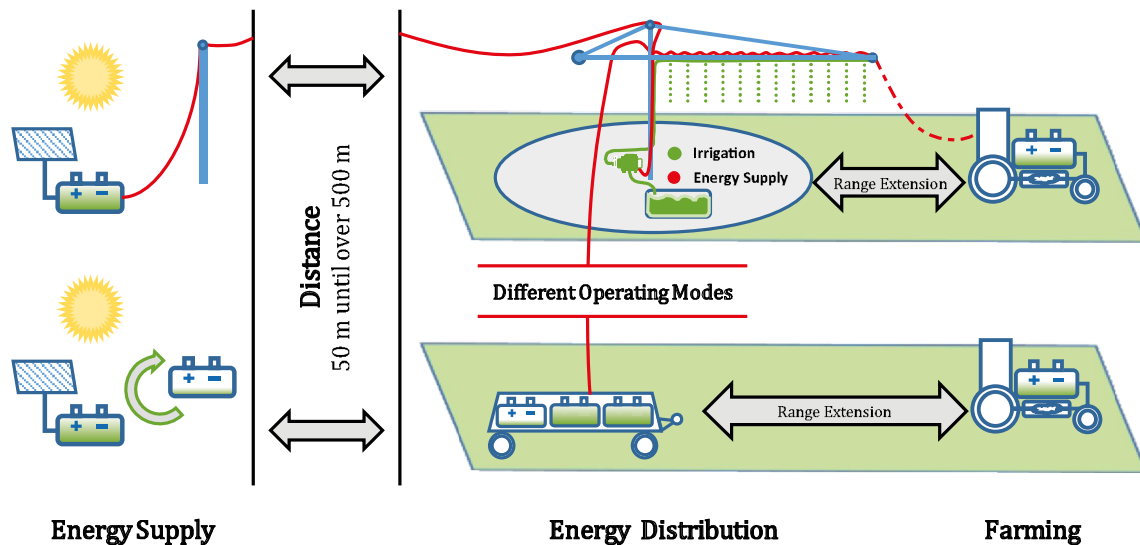 Irrigation
Energy Supply
Range Extension
Distance
50 m until over 500 m
Different Operating Modes
Range Extension
Energy Supply
Energy Distribution
Farming